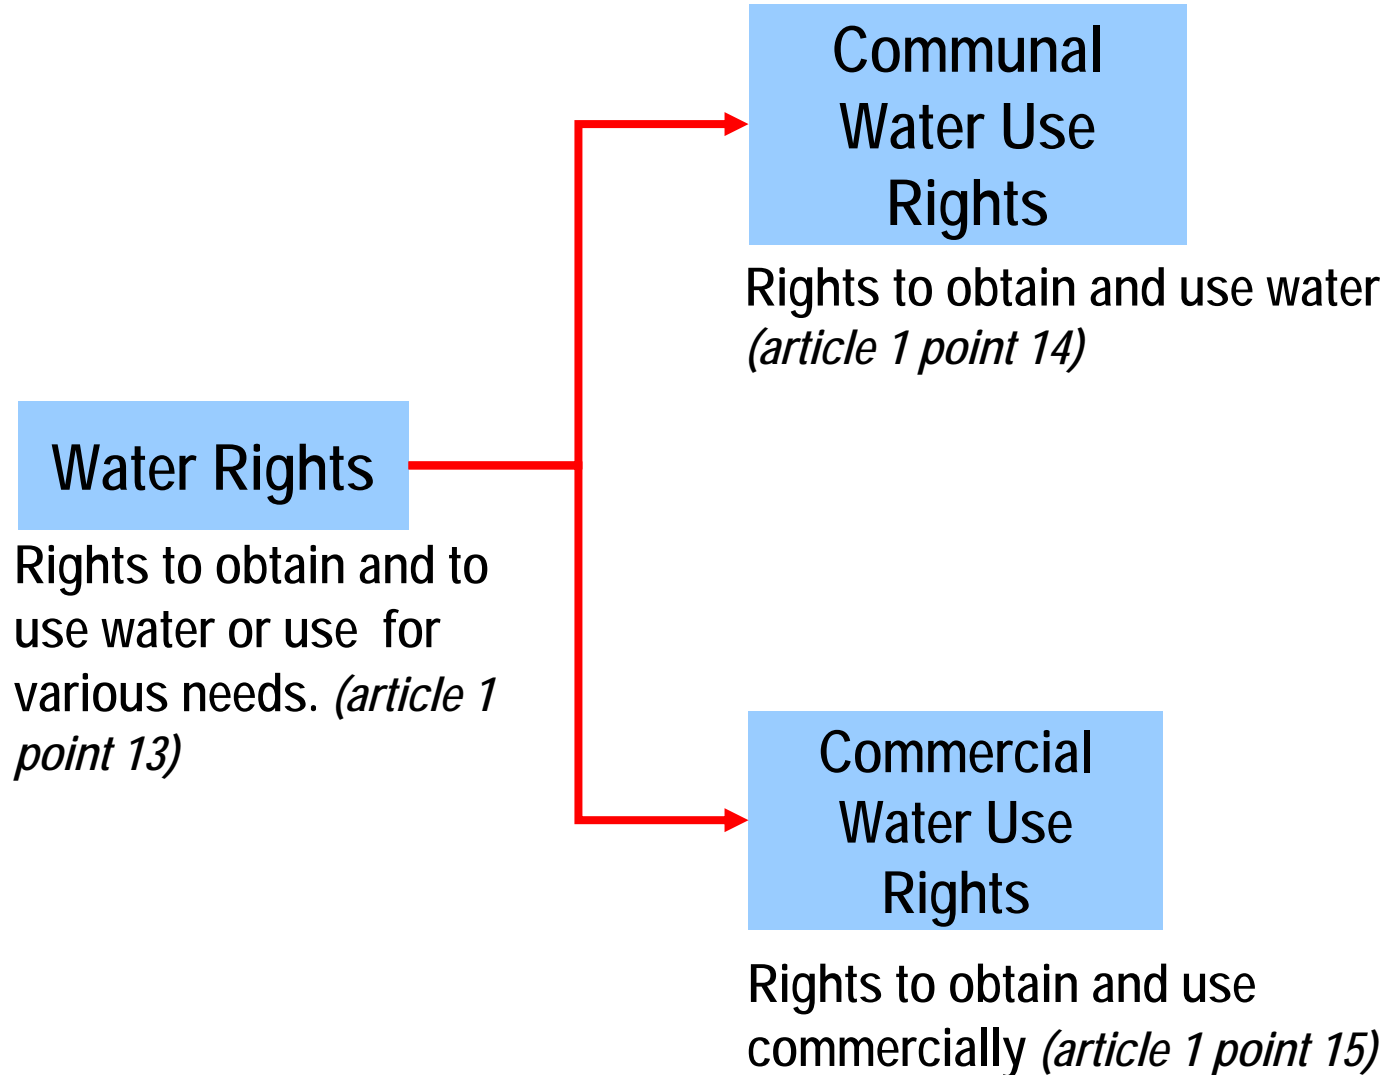 Communal
Water Use
Rights
Rights to obtain and use water
(article 1 point 14)
Water Rights
Rights to obtain and to
use water or use for
various needs. (article 1
point 13)
Commercial
Water Use
Rights
Rights to obtain and use
commercially (article 1 point 15)